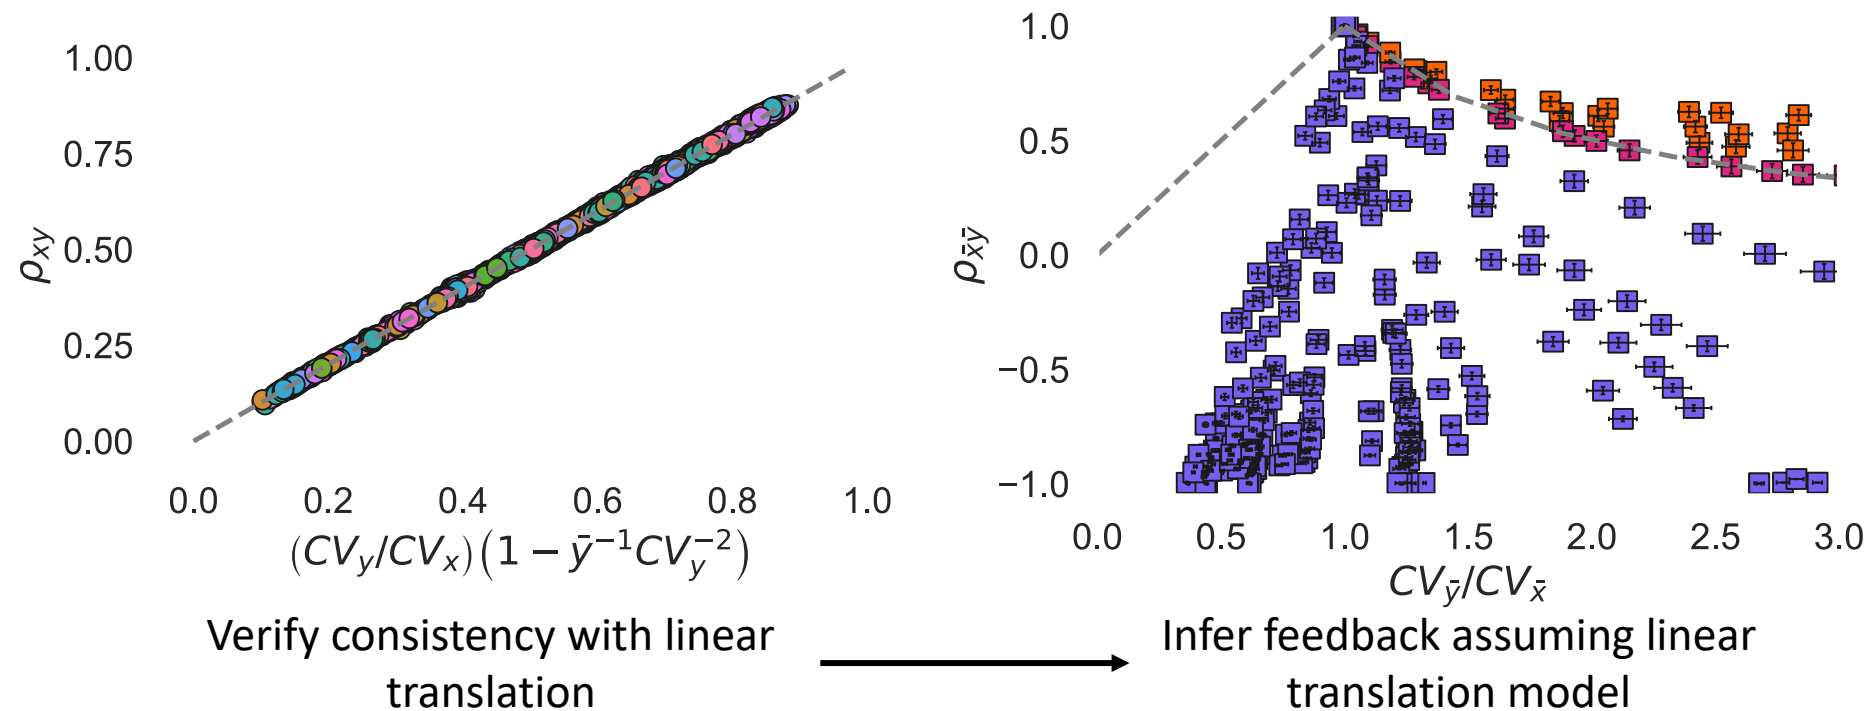 1.00
0.75
0.50
0.25
0.00
ρxy
0.0 0.2 0.4 0.6 0.8 1.0
(CVy/CVx)(1 − ȳ⁻¹CVy⁻²)
1.0
0.5
0.0
−0.5
−1.0
ρx̄ȳ
0.0 0.5 1.0 1.5 2.0 2.5 3.0
CVȳ/CVx̄
Verify consistency with linear
translation
Infer feedback assuming linear
translation model